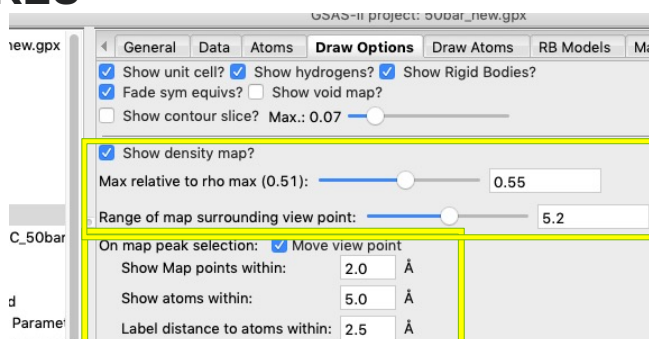 GSAS-II project: 50bar_new.gpx
new.gpx
General Data Atoms Draw Options Draw Atoms RB Models
Show unit cell? Show hydrogens? Show Rigid Bodies?
Fade sym equivs? Show void map?
Show contour slice? Max.: 0.07
Show density map?
Max relative to rho max (0.51): 0.55
Range of map surrounding view point: 5.2
C_50bar
On map peak selection: Move view point
Show Map points within: 2.0 Å
Show atoms within: 5.0 Å
d
Paramet
Label distance to atoms within: 2.5 Å